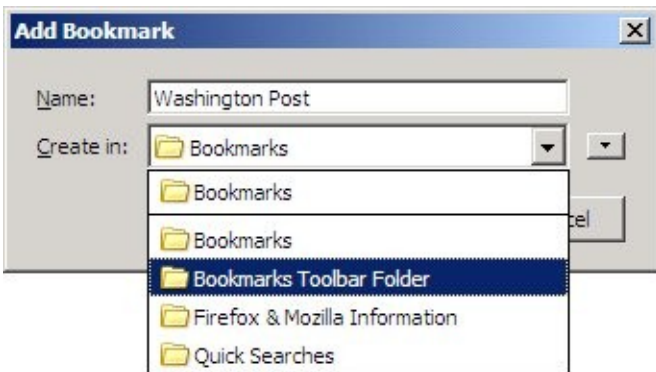 Add Bookmark
Name: Washington Post
Create in: Bookmarks
Bookmarks
Bookmarks
Bookmarks Toolbar Folder
Firefox & Mozilla Information
Quick Searches